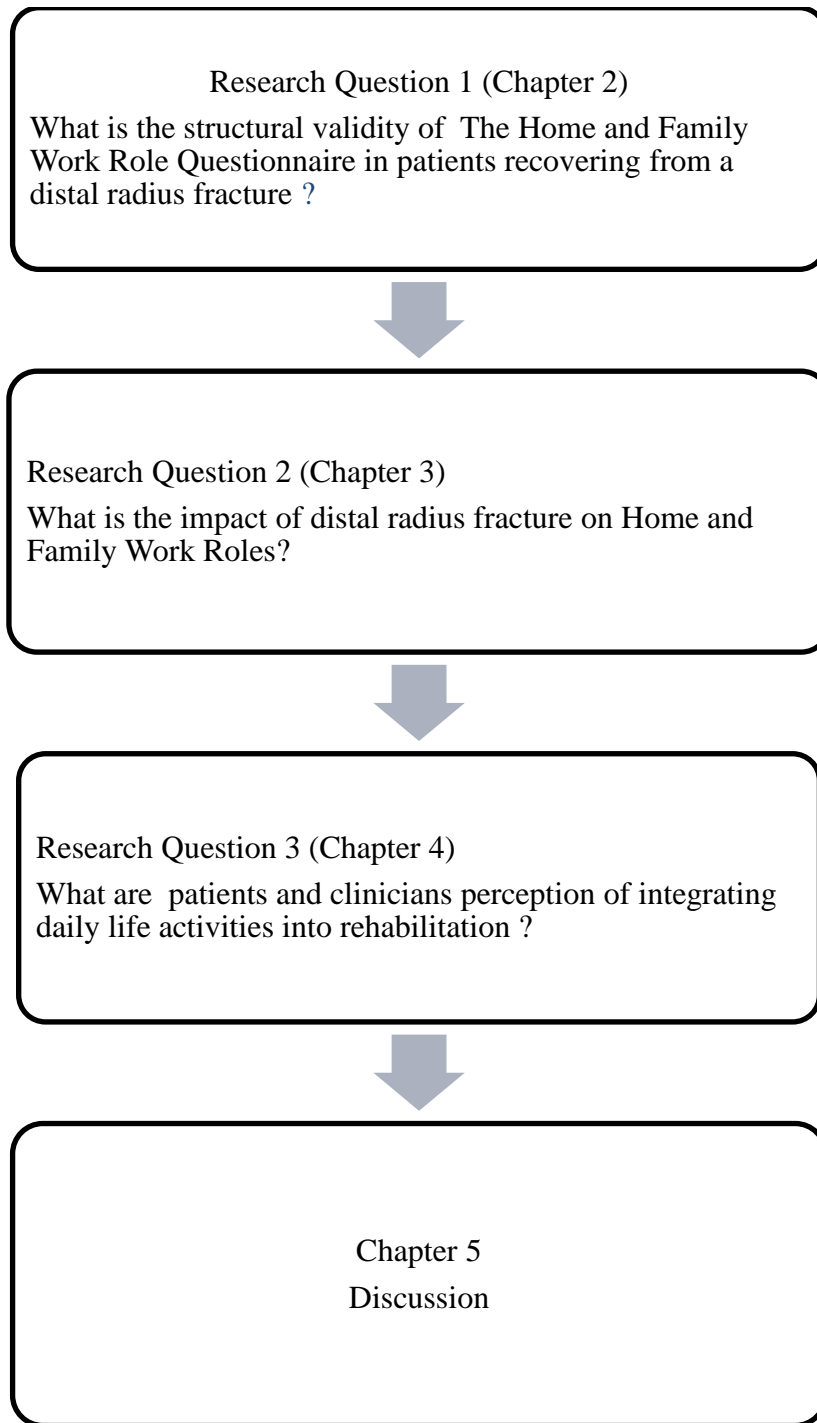 Research Question 1 (Chapter 2)
What is the structural validity of  The Home and Family
Work Role Questionnaire in patients recovering from a
distal radius fracture ?
Research Question 2 (Chapter 3)
What is the impact of distal radius fracture on Home and
Family Work Roles?
Research Question 3 (Chapter 4)
What are  patients and clinicians perception of integrating
daily life activities into rehabilitation ?
Chapter 5
Discussion